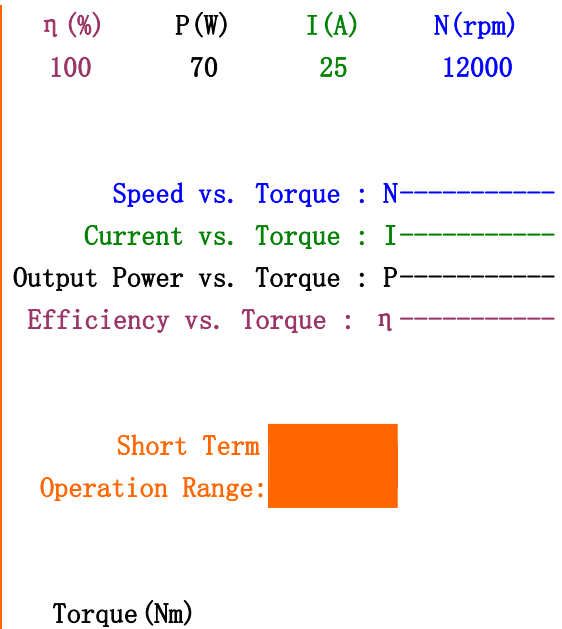 η(%) P(W) I(A) N(rpm)
100 70 25 12000
Speed vs. Torque : N-----------
Current vs. Torque : I-----------
Output Power vs. Torque : P-----------
Efficiency vs. Torque : η-----------
Short Term
Operation Range:
Torque(Nm)